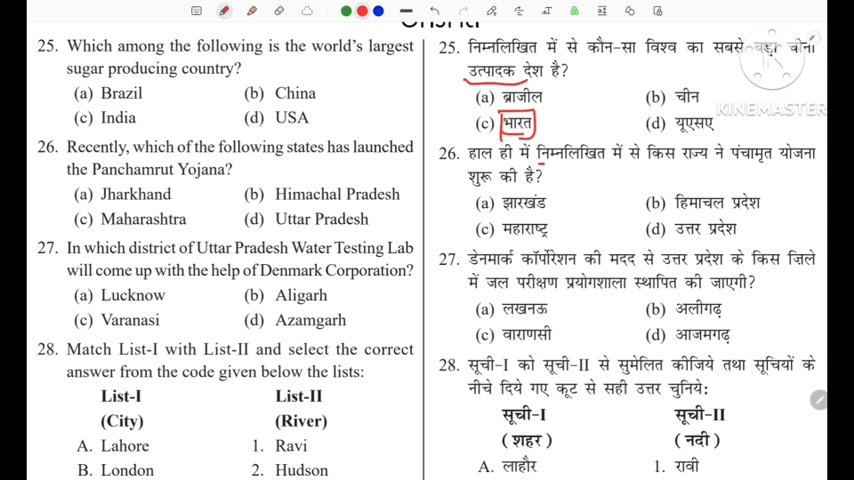 25. Which among the following is the world's largest
sugar producing country?
(a) Brazil (b) China
(c) India (d) USA
26. Recently, which of the following states has launched
the Panchamrut Yojana?
(a) Jharkhand (b) Himachal Pradesh
(c) Maharashtra (d) Uttar Pradesh
27. In which district of Uttar Pradesh Water Testing Lab
will come up with the help of Denmark Corporation?
(a) Lucknow (b) Aligarh
(c) Varanasi (d) Azamgarh
28. Match List-I with List-II and select the correct
answer from the code given below the lists:
List-I List-II
(City) (River)
A. Lahore 1. Ravi
B. London 2. Hudson
25. निम्नलिखित में से कौन-सा विश्व का सबसे बड़ा चीनी
उत्पादक देश है?
(a) ब्राजील (b) चीन
(c) भारत (d) यूएसए
26. हाल ही में निम्नलिखित में से किस राज्य ने पंचामृत योजना
शुरू की है?
(a) झारखंड (b) हिमाचल प्रदेश
(c) महाराष्ट्र (d) उत्तर प्रदेश
27. डेनमार्क कॉर्पोरेशन की मदद से उत्तर प्रदेश के किस ज़िले
में जल परीक्षण प्रयोगशाला स्थापित की जाएगी?
(a) लखनऊ (b) अलीगढ़
(c) वाराणसी (d) आजमगढ़
28. सूची-I को सूची-II से सुमेलित कीजिये तथा सूचियों के
नीचे दिये गए कूट से सही उत्तर चुनिये:
सूची-I सूची-II
(शहर) (नदी)
A. लाहौर 1. रावी
KINEMASTER